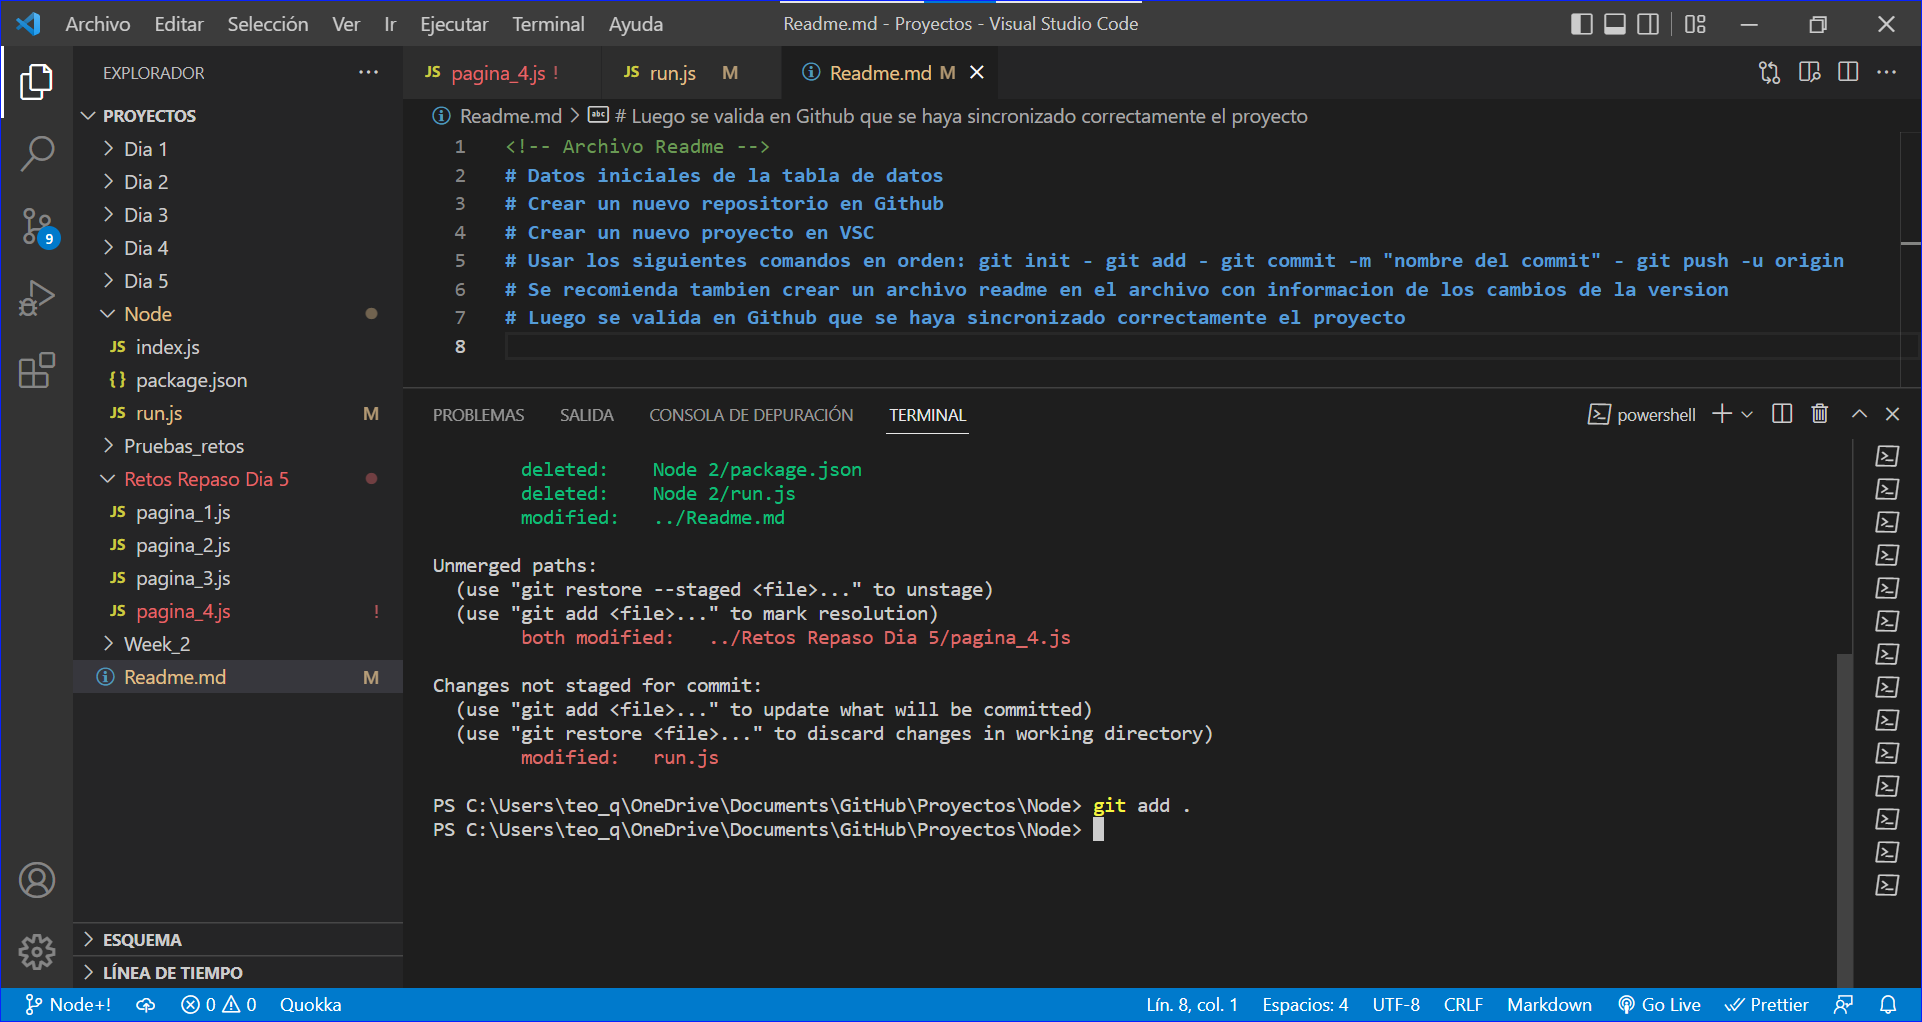 Archivo Editar Selección Ver Ir Ejecutar Terminal Ayuda
Readme.md - Proyectos - Visual Studio Code
EXPLORADOR
PROYECTOS
Dia 1
Dia 2
Dia 3
Dia 4
Dia 5
Node
JS index.js
{} package.json
JS run.js M
Pruebas_retos
Retos Repaso Dia 5
JS pagina_1.js
JS pagina_2.js
JS pagina_3.js
JS pagina_4.js !
Week_2
Readme.md M
ESQUEMA
LÍNEA DE TIEMPO
9
JS pagina_4.js !
JS run.js M
Readme.md M
Readme.md > # Luego se valida en Github que se haya sincronizado correctamente el proyecto
1 <!-- Archivo Readme -->
2 # Datos iniciales de la tabla de datos
3 # Crear un nuevo repositorio en Github
4 # Crear un nuevo proyecto en VSC
5 # Usar los siguientes comandos en orden: git init - git add - git commit -m "nombre del commit" - git push -u origin
6 # Se recomienda tambien crear un archivo readme en el archivo con informacion de los cambios de la version
7 # Luego se valida en Github que se haya sincronizado correctamente el proyecto
8
PROBLEMAS SALIDA CONSOLA DE DEPURACIÓN TERMINAL
powershell
deleted: Node 2/package.json
deleted: Node 2/run.js
modified: ../Readme.md
Unmerged paths:
(use "git restore --staged <file>..." to unstage)
(use "git add <file>..." to mark resolution)
both modified: ../Retos Repaso Dia 5/pagina_4.js
Changes not staged for commit:
(use "git add <file>..." to update what will be committed)
(use "git restore <file>..." to discard changes in working directory)
modified: run.js
PS C:\Users\teo_q\OneDrive\Documents\GitHub\Proyectos\Node> git add .
PS C:\Users\teo_q\OneDrive\Documents\GitHub\Proyectos\Node>
Node+! 0 0 Quokka
Lín. 8, col. 1 Espacios: 4 UTF-8 CRLF Markdown Go Live Prettier